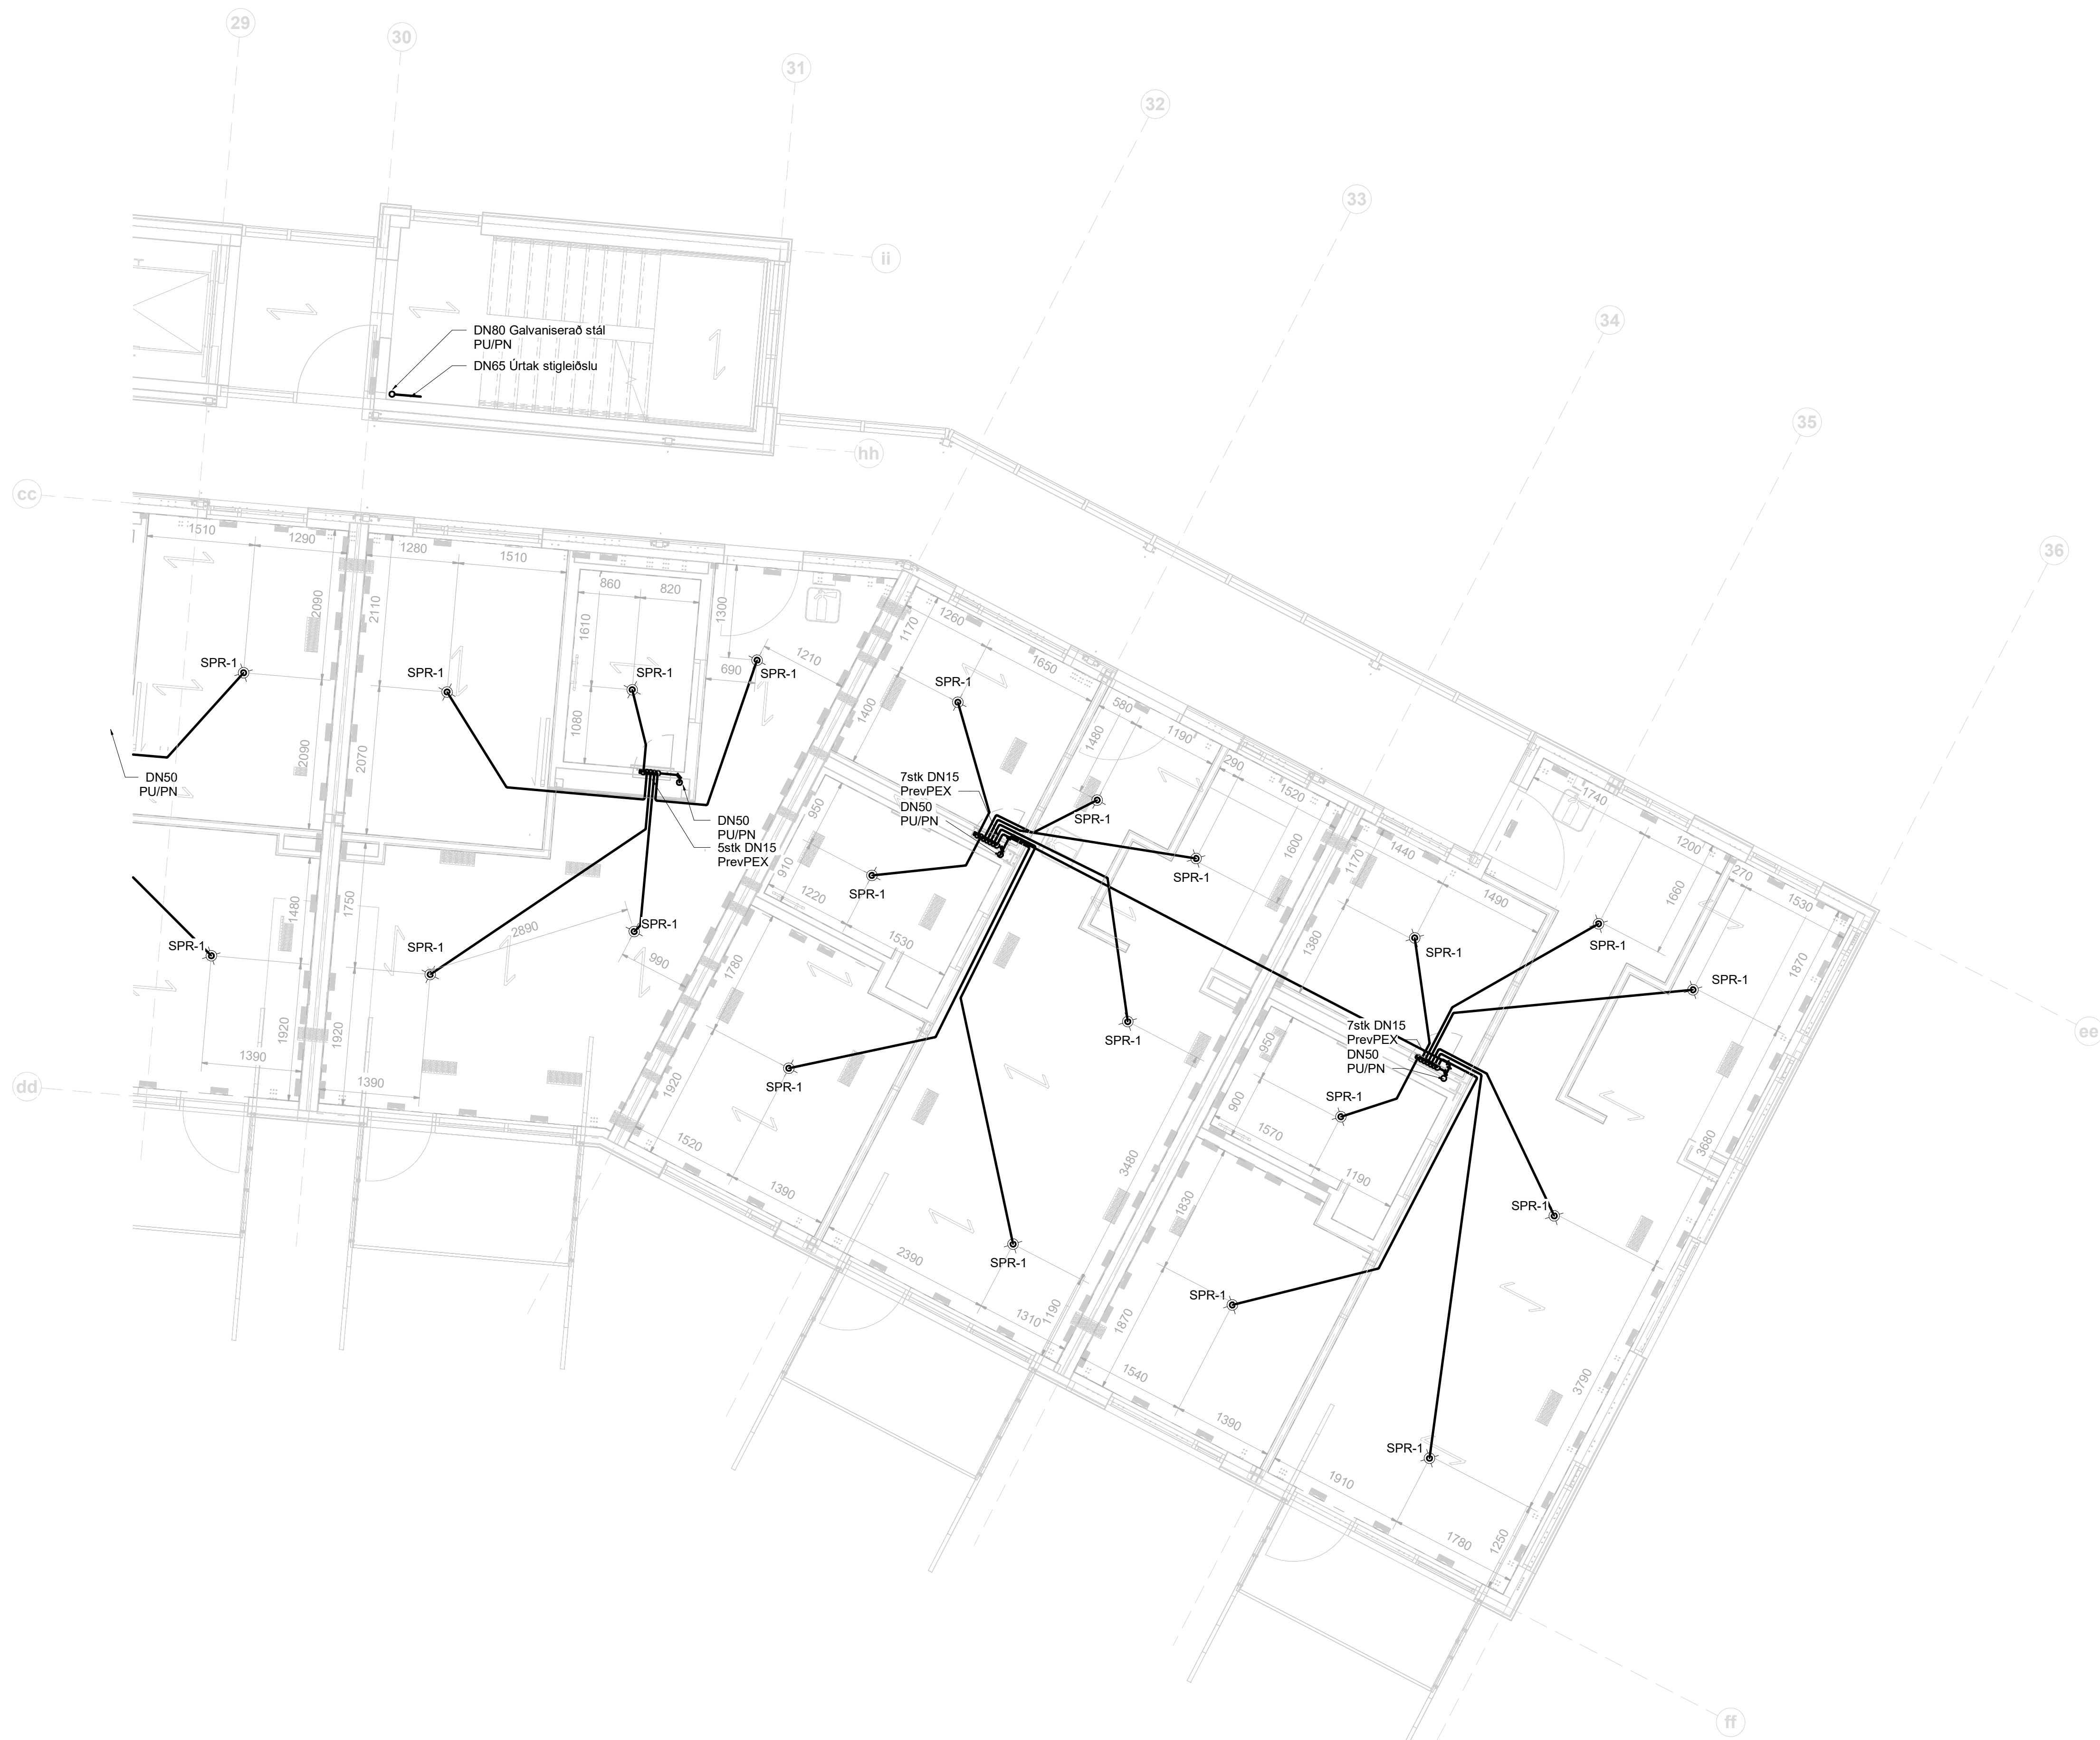 29
30
31
32
33
34
35
36
ii
hh
cc
dd
ee
ff
DN80 Galvaniserað stál
PU/PN
DN65 Úrtak stigleiðslu
1510
1290
1280
1510
860
820
1300
2090
2110
1610
690
1210
1170
1260
1650
SPR-1
SPR-1
SPR-1
SPR-1
SPR-1
1080
1400
580
1190
1480
290
1520
1740
1200
270
1530
2090
2070
DN50
PU/PN
DN50
PU/PN
5stk DN15
PrevPEX
7stk DN15
PrevPEX
DN50
PU/PN
SPR-1
SPR-1
SPR-1
950
910
1220
1530
1600
1170
1440
1490
1660
1870
1380
1480
1750
SPR-1
SPR-1
SPR-1
2890
990
1780
SPR-1
SPR-1
SPR-1
1920
1920
1390
1390
1920
SPR-1
SPR-1
7stk DN15
PrevPEX
DN50
PU/PN
950
900
1570
1190
SPR-1
3680
1520
1390
3480
1830
SPR-1
SPR-1
2390
1310
1190
1870
SPR-1
1540
1390
3790
SPR-1
1910
1780
1250